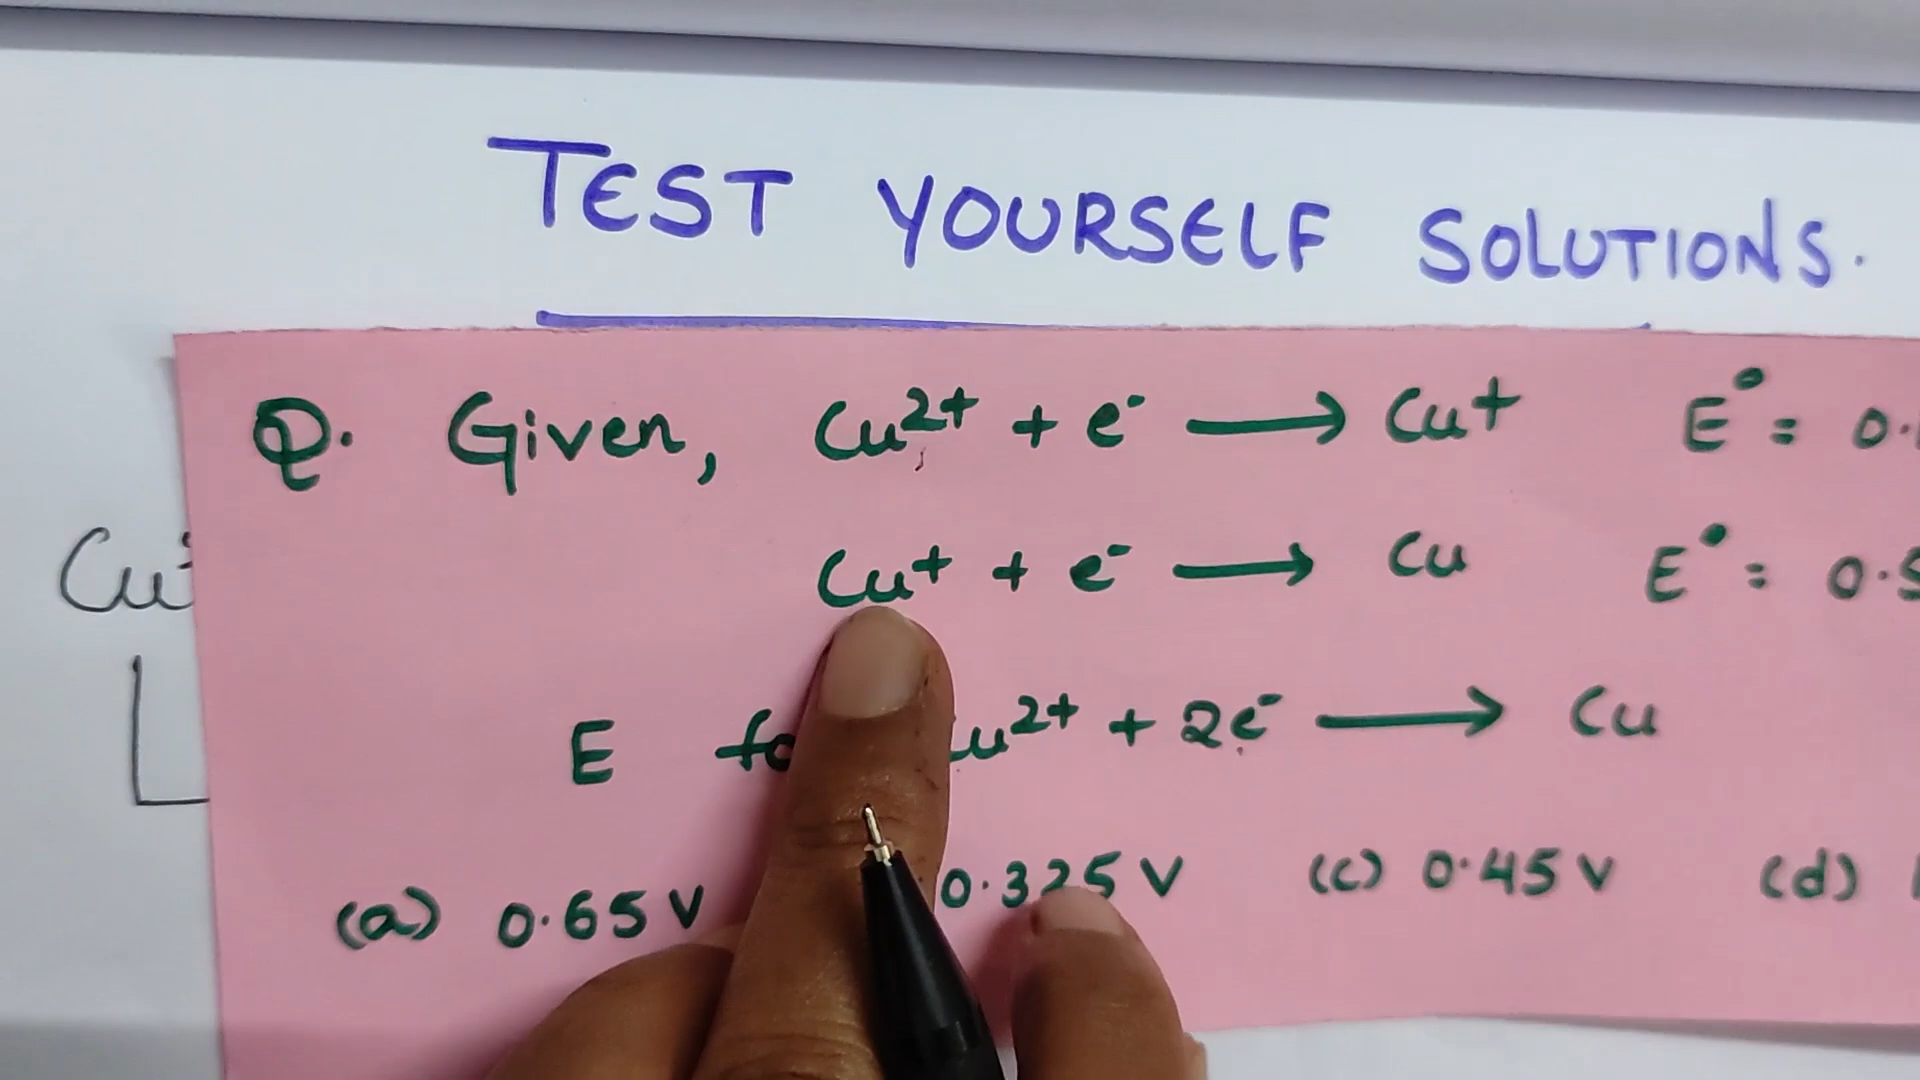 TEST YOURSELF SOLUTIONS.
Q. Given, Cu²⁺ + e⁻ ⟶ Cu+ E° = 0.
Cu⁺ + e⁻ ⟶ Cu E° = 0.5
Cu
E u²⁺ + 2e⁻ ⟶ Cu
(a) 0.65 V 0.325 V (c) 0.45 V (d)